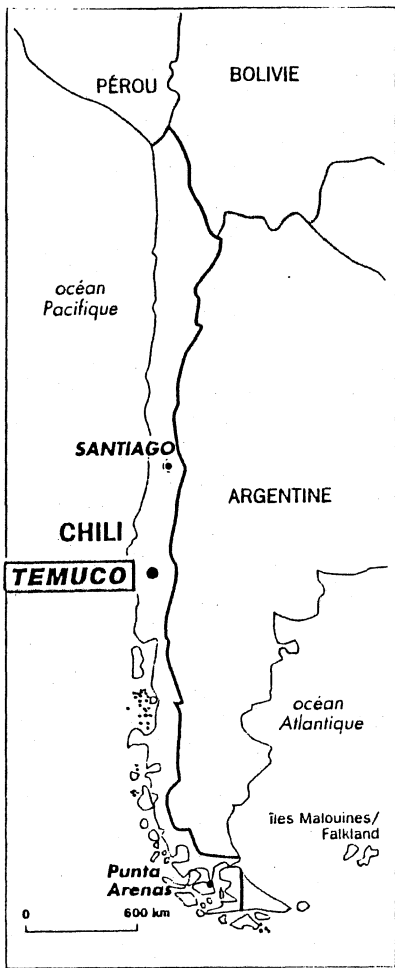 PÉROU
BOLIVIE
océan
Pacifique
SANTIAGO
ARGENTINE
CHILI
TEMUCO
océan
Atlantique
îles Malouines/
Falkland
Punta
Arenas
0 600 km